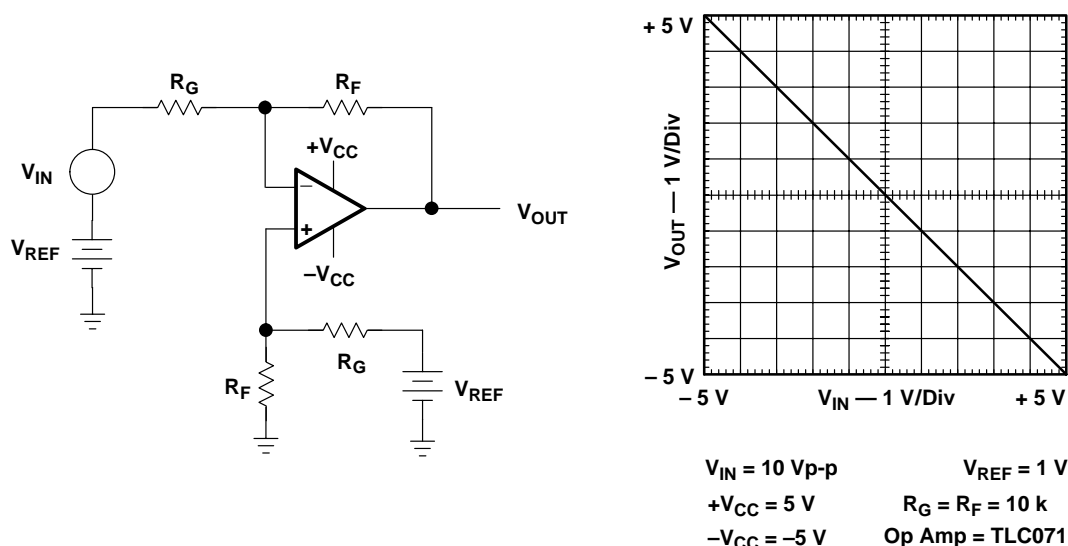 R_G
R_F
+V_CC
V_IN
V_REF
–
+
V_OUT
–V_CC
R_G
R_F
V_REF
+ 5 V
V_OUT — 1 V/Div
– 5 V
– 5 V
V_IN — 1 V/Div
+ 5 V
V_IN = 10 Vp-p
V_REF = 1 V
+V_CC = 5 V
R_G = R_F = 10 k
–V_CC = –5 V
Op Amp = TLC071